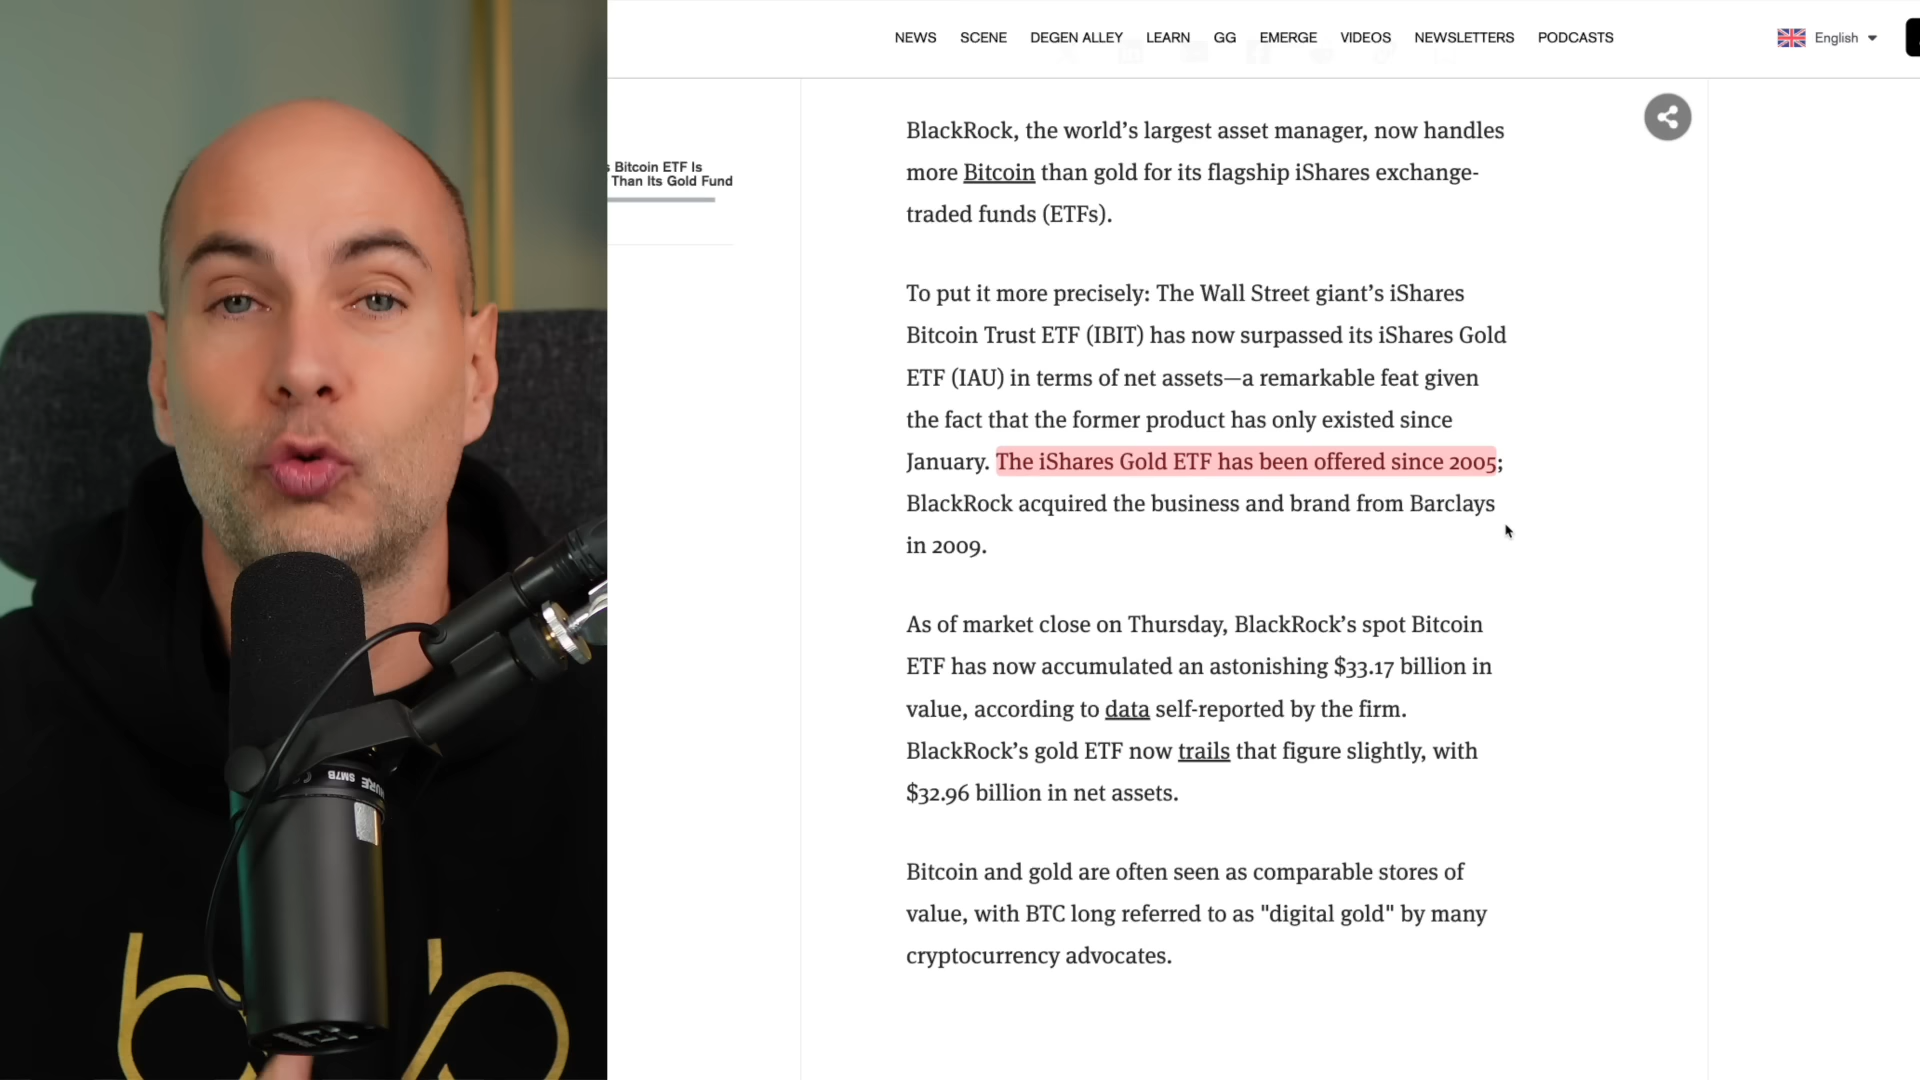 NEWS SCENE DEGEN ALLEY LEARN GG EMERGE VIDEOS NEWSLETTERS PODCASTS English
Bitcoin ETF Is
Than Its Gold Fund
BlackRock, the world’s largest asset manager, now handles
more Bitcoin than gold for its flagship iShares exchange-
traded funds (ETFs).
To put it more precisely: The Wall Street giant’s iShares
Bitcoin Trust ETF (IBIT) has now surpassed its iShares Gold
ETF (IAU) in terms of net assets—a remarkable feat given
the fact that the former product has only existed since
January. The iShares Gold ETF has been offered since 2005;
BlackRock acquired the business and brand from Barclays
in 2009.
As of market close on Thursday, BlackRock’s spot Bitcoin
ETF has now accumulated an astonishing $33.17 billion in
value, according to data self-reported by the firm.
BlackRock’s gold ETF now trails that figure slightly, with
$32.96 billion in net assets.
Bitcoin and gold are often seen as comparable stores of
value, with BTC long referred to as "digital gold" by many
cryptocurrency advocates.
SHURE SM7B